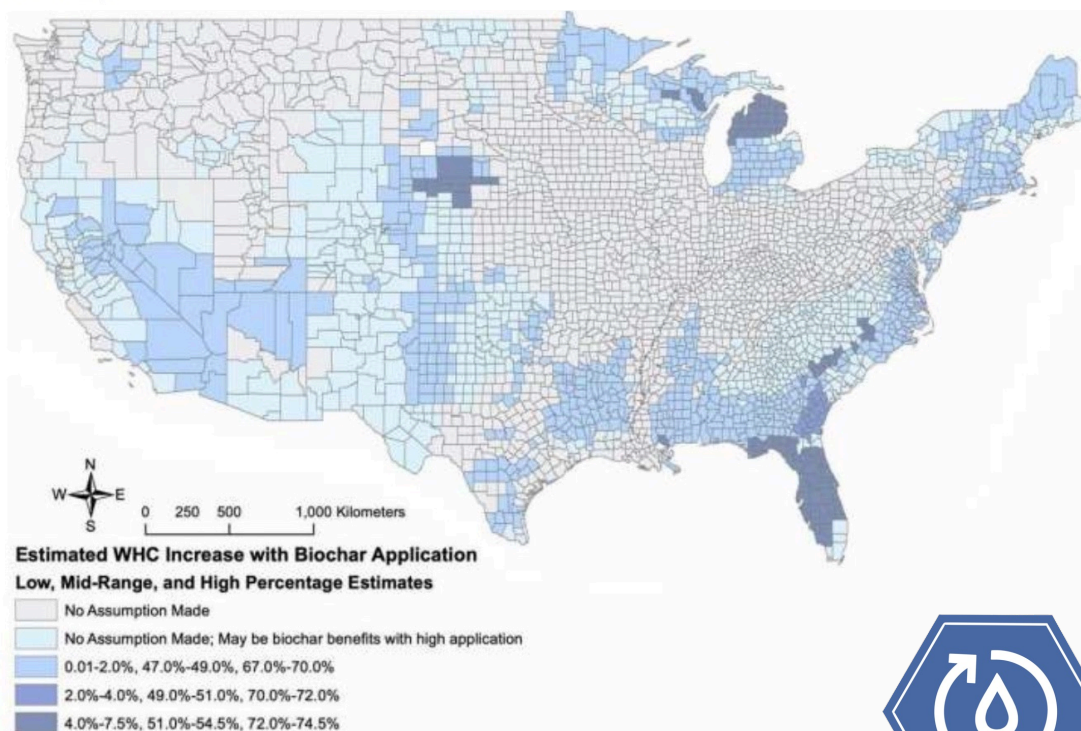 N
W E
S
0 250 500 1,000 Kilometers
Estimated WHC Increase with Biochar Application
Low, Mid-Range, and High Percentage Estimates
No Assumption Made
No Assumption Made; May be biochar benefits with high application
0.01-2.0%, 47.0%-49.0%, 67.0%-70.0%
2.0%-4.0%, 49.0%-51.0%, 70.0%-72.0%
4.0%-7.5%, 51.0%-54.5%, 72.0%-74.5%